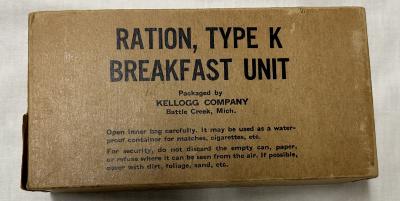 RATION, TYPE K
BREAKFAST UNIT
Packaged by
KELLOGG COMPANY
Battle Creek, Mich.
Open inner bag carefully. It may be used as a water-
proof container for matches, cigarettes, etc.
For security, do not discard the empty can, paper,
or refuse where it can be seen from the air. If possible,
cover with dirt, foliage, sand, etc.